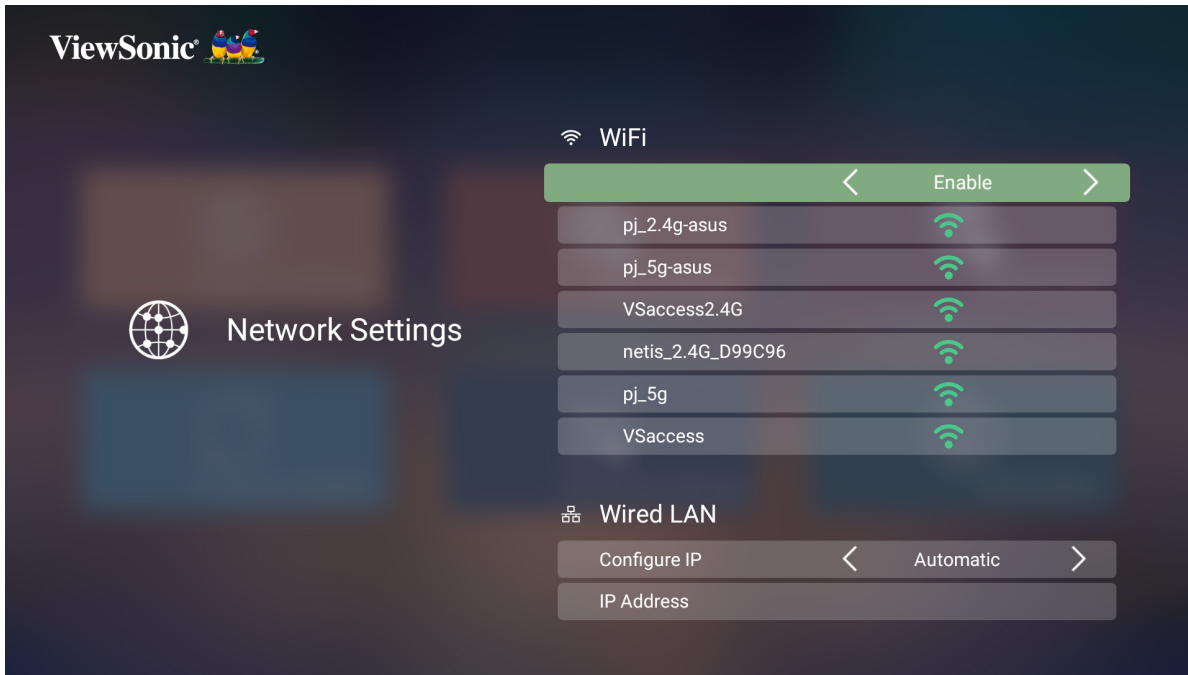 ViewSonic®
WiFi
Enable
pj_2.4g-asus
pj_5g-asus
VSaccess2.4G
Network Settings
netis_2.4G_D99C96
pj_5g
VSaccess
Wired LAN
Configure IP Automatic
IP Address